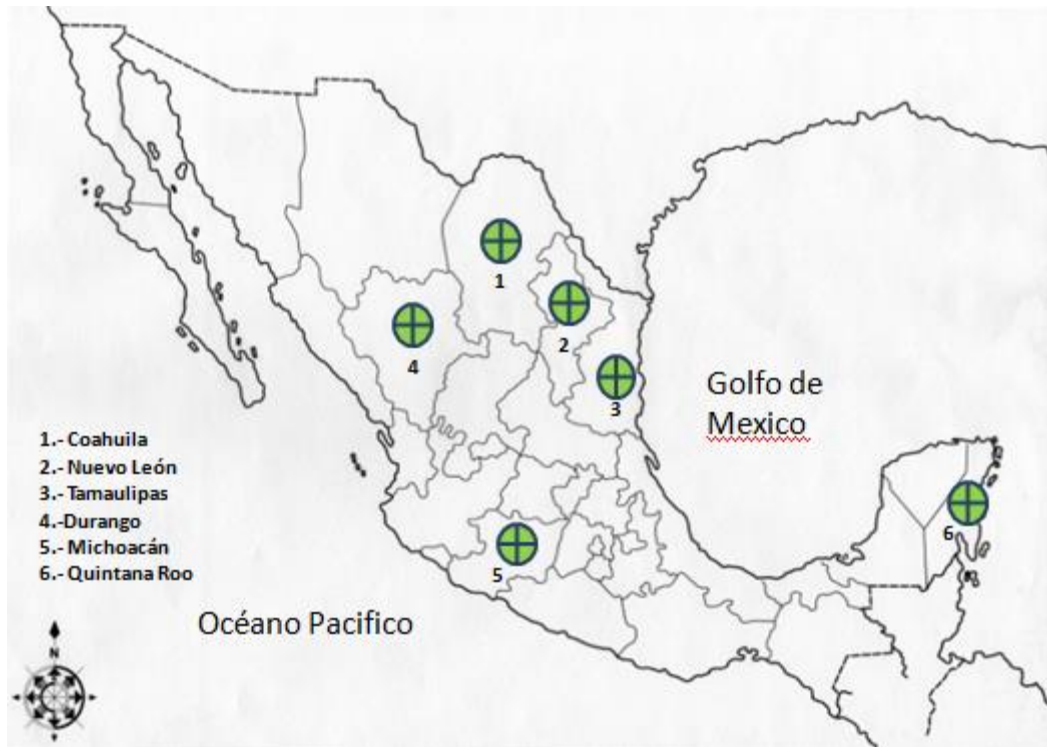 1
2
4
3
Golfo de
Mexico
1.- Coahuila
2.- Nuevo León
3.- Tamaulipas
4.-Durango
5.- Michoacán
6.- Quintana Roo
6
5
Océano Pacifico
N